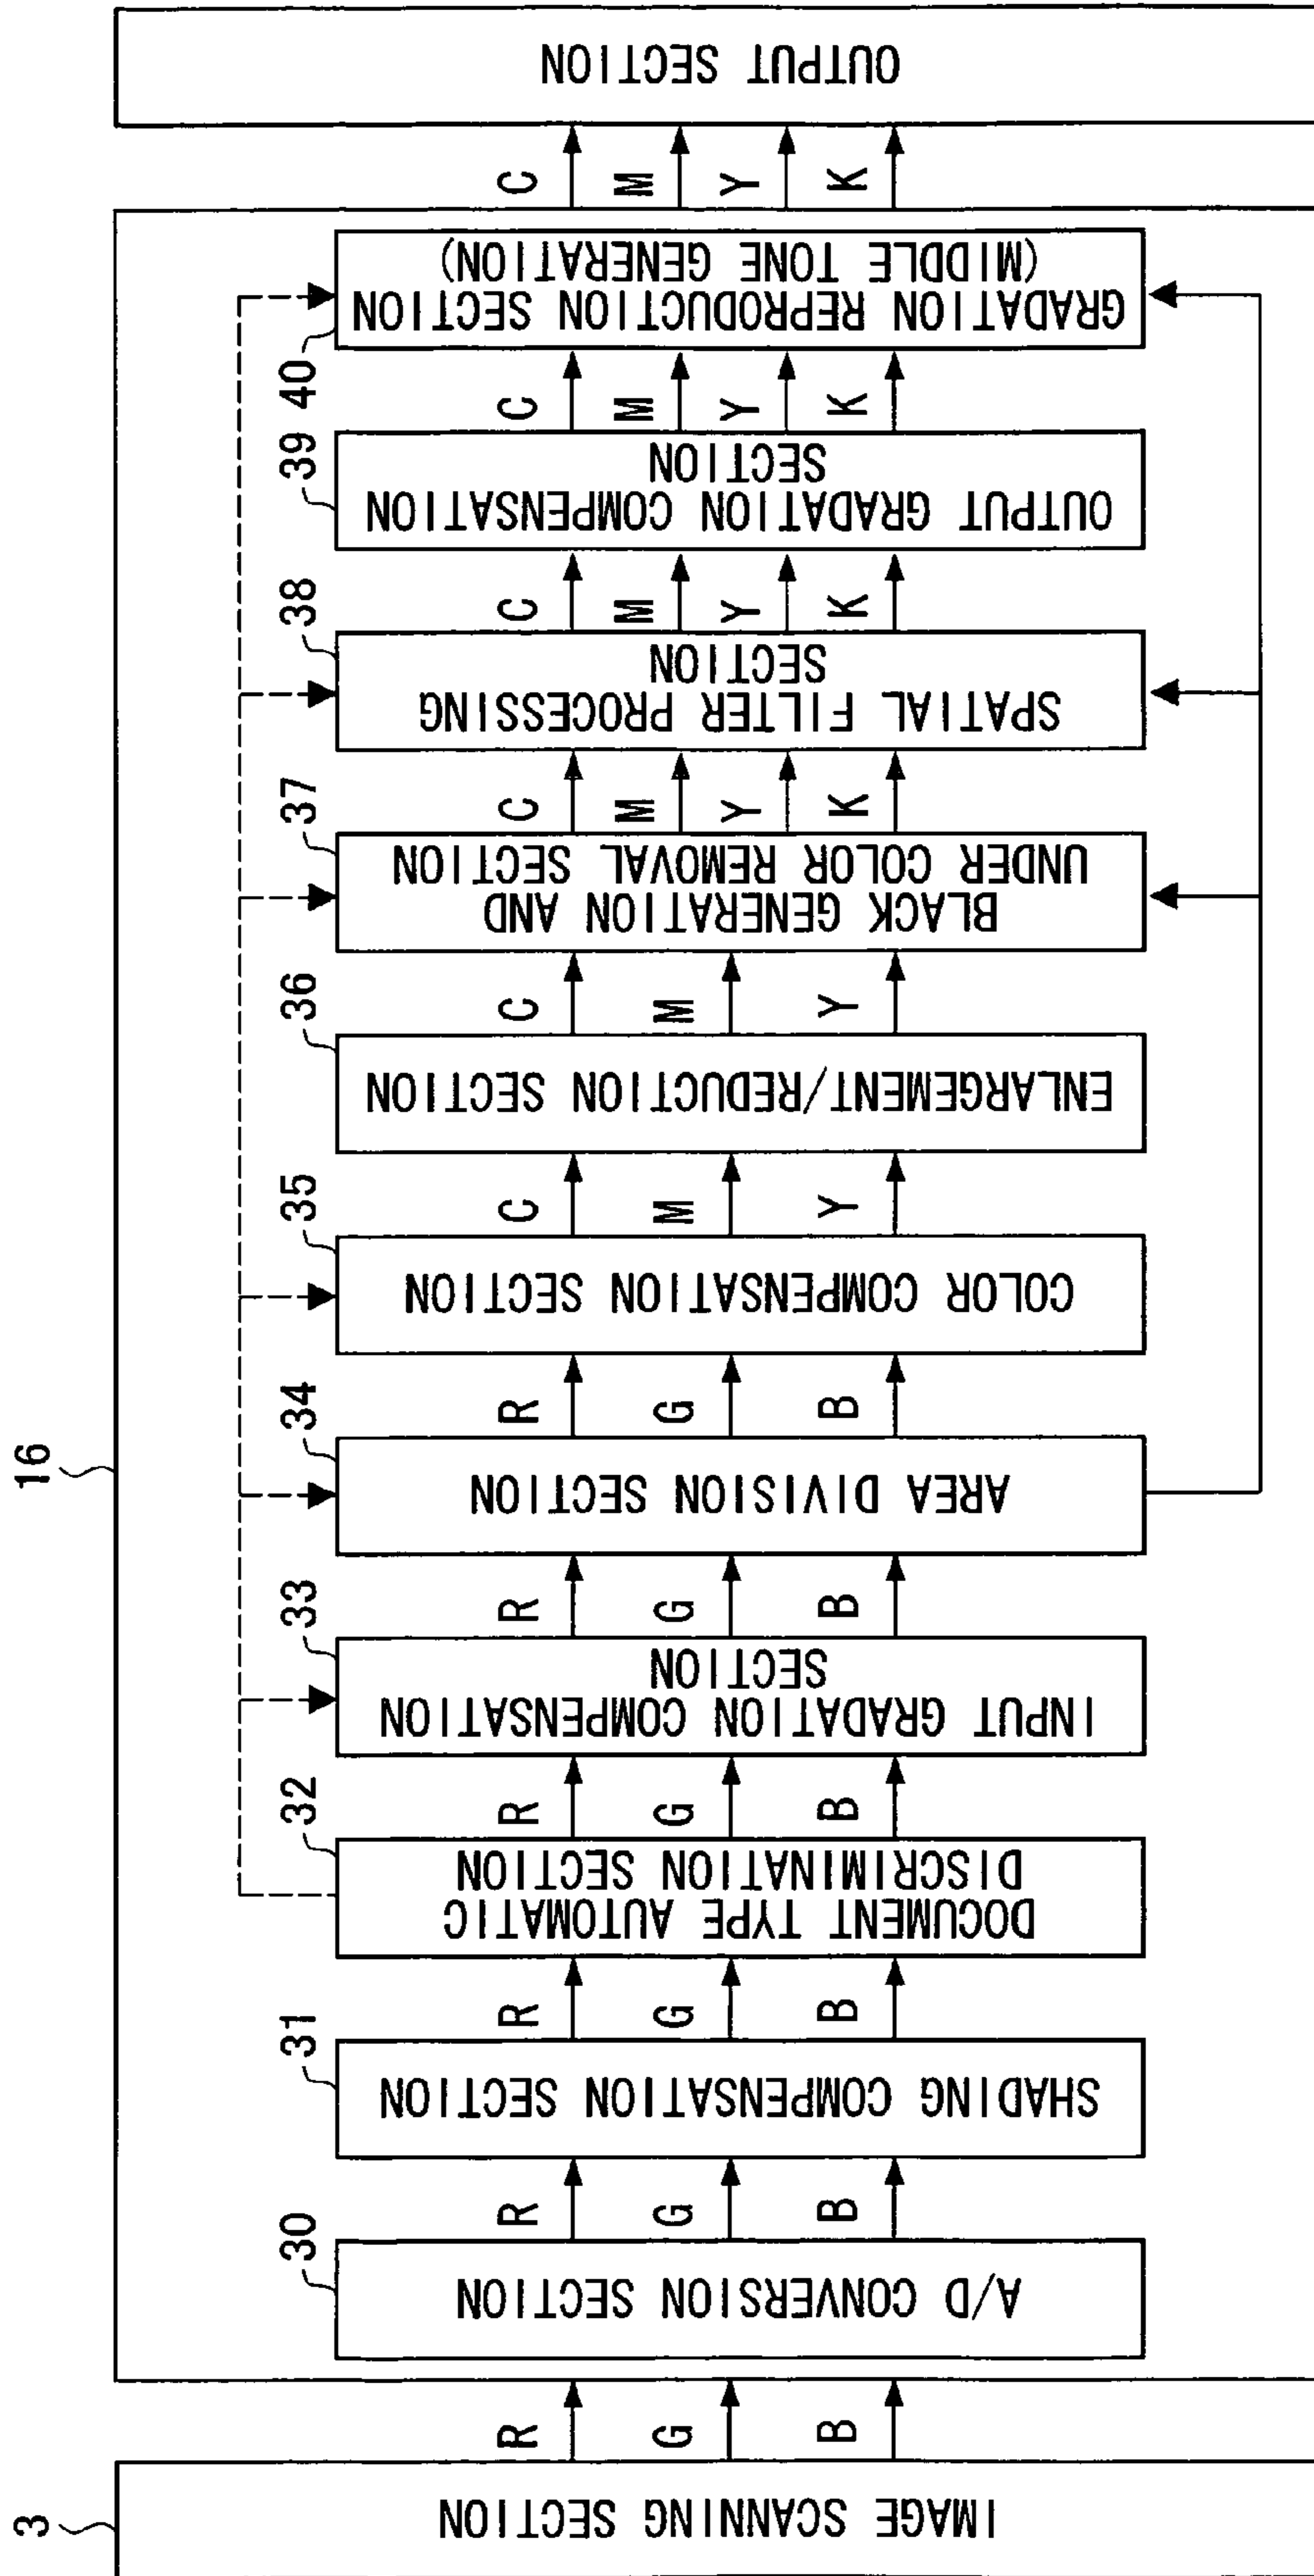 16
3
IMAGE SCANNING SECTION
R
G
B
30
A/D CONVERSION SECTION
R
G
B
31
SHADING COMPENSATION SECTION
R
G
B
32
DOCUMENT TYPE AUTOMATIC
DISCRIMINATION SECTION
R
G
B
33
INPUT GRADATION COMPENSATION
SECTION
R
G
B
34
AREA DIVISION SECTION
R
G
B
35
COLOR COMPENSATION SECTION
C
M
Y
36
ENLARGEMENT/REDUCTION SECTION
C
M
Y
37
BLACK GENERATION AND
UNDER COLOR REMOVAL SECTION
C
M
Y
K
38
SPATIAL FILTER PROCESSING
SECTION
C
M
Y
K
39
OUTPUT GRADATION COMPENSATION
SECTION
C
M
Y
K
40
GRADATION REPRODUCTION SECTION
(MIDDLE TONE GENERATION)
C
M
Y
K
OUTPUT SECTION